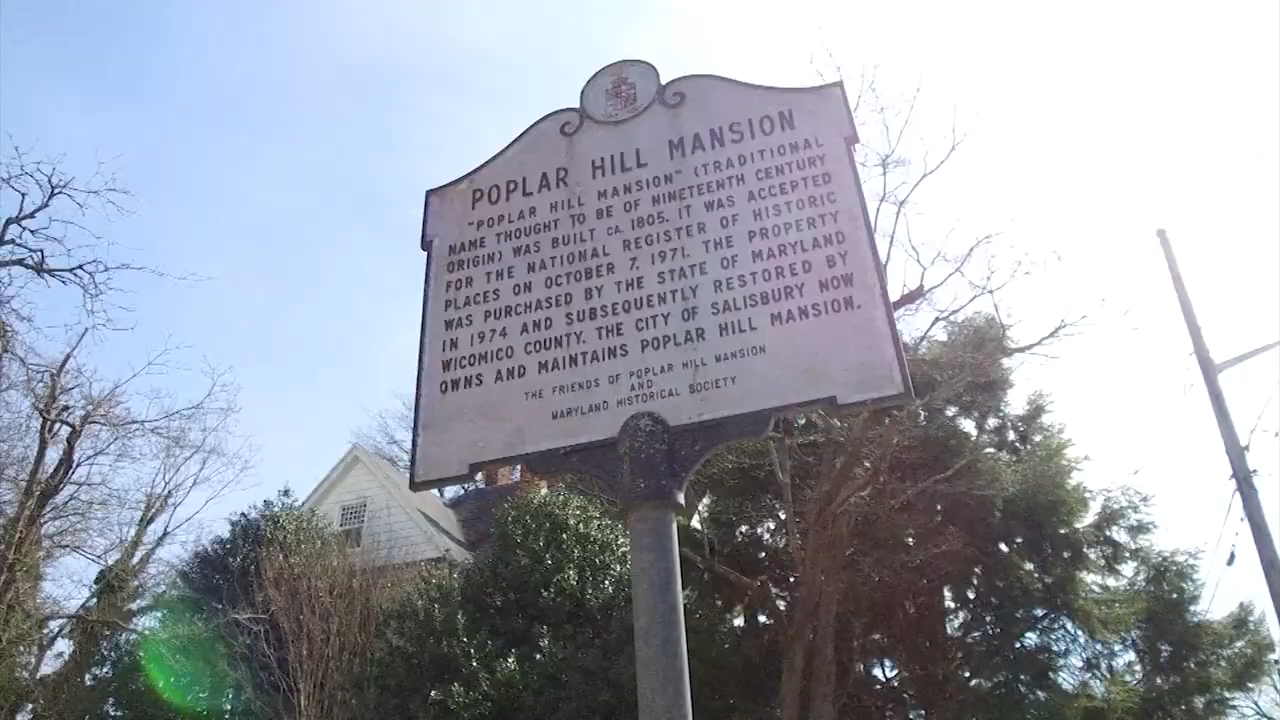 POPLAR HILL MANSION
"POPLAR HILL MANSION" (TRADITIONAL
NAME THOUGHT TO BE OF NINETEENTH CENTURY
ORIGIN) WAS BUILT CA. 1805. IT WAS ACCEPTED
FOR THE NATIONAL REGISTER OF HISTORIC
PLACES ON OCTOBER 7, 1971. THE PROPERTY
WAS PURCHASED BY THE STATE OF MARYLAND
IN 1974 AND SUBSEQUENTLY RESTORED BY
WICOMICO COUNTY. THE CITY OF SALISBURY NOW
OWNS AND MAINTAINS POPLAR HILL MANSION.
THE FRIENDS OF POPLAR HILL MANSION
AND
MARYLAND HISTORICAL SOCIETY